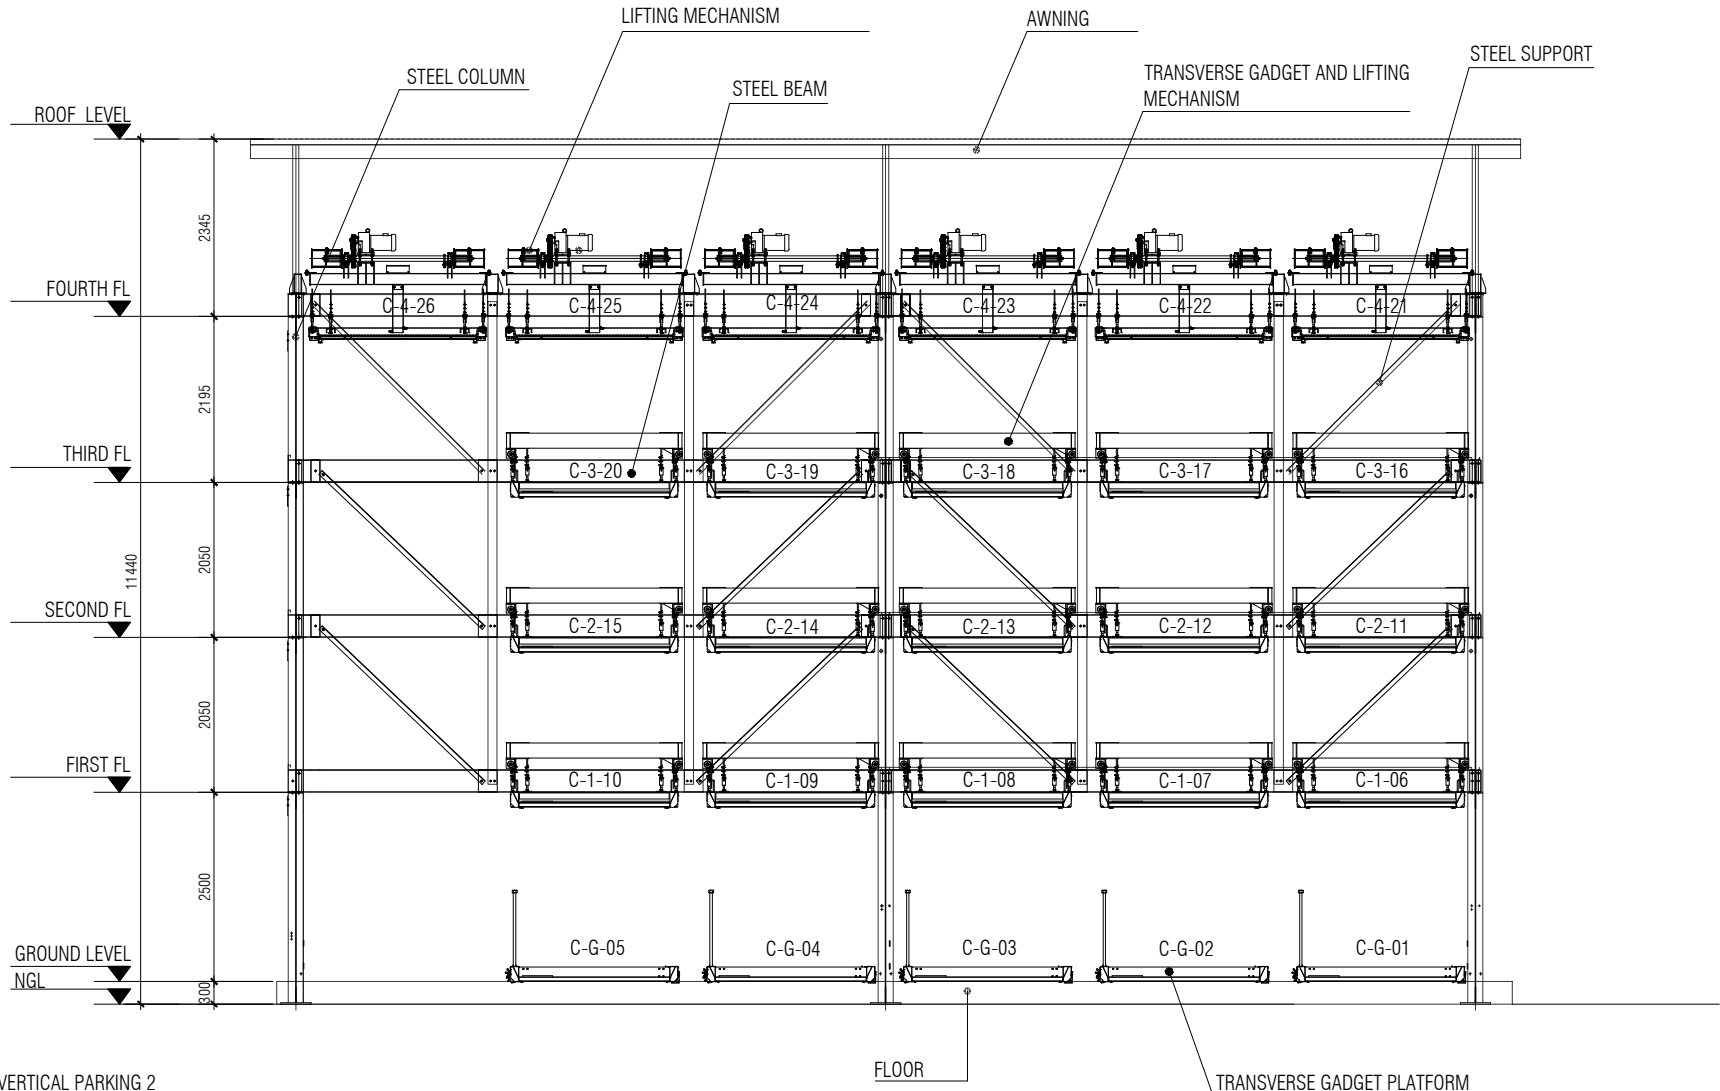 LIFTING MECHANISM
AWNING
STEEL SUPPORT
STEEL COLUMN
TRANSVERSE GADGET AND LIFTING
MECHANISM
STEEL BEAM
ROOF LEVEL
2345
FOURTH FL
C-4-26
C-4-25
C-4-24
C-4-23
C-4-22
C-4-21
2195
THIRD FL
C-3-20
C-3-19
C-3-18
C-3-17
C-3-16
2050
11440
SECOND FL
C-2-15
C-2-14
C-2-13
C-2-12
C-2-11
2050
FIRST FL
C-1-10
C-1-09
C-1-08
C-1-07
C-1-06
2500
GROUND LEVEL
C-G-05
C-G-04
C-G-03
C-G-02
C-G-01
NGL
300
FLOOR
VERTICAL PARKING 2
TRANSVERSE GADGET PLATFORM